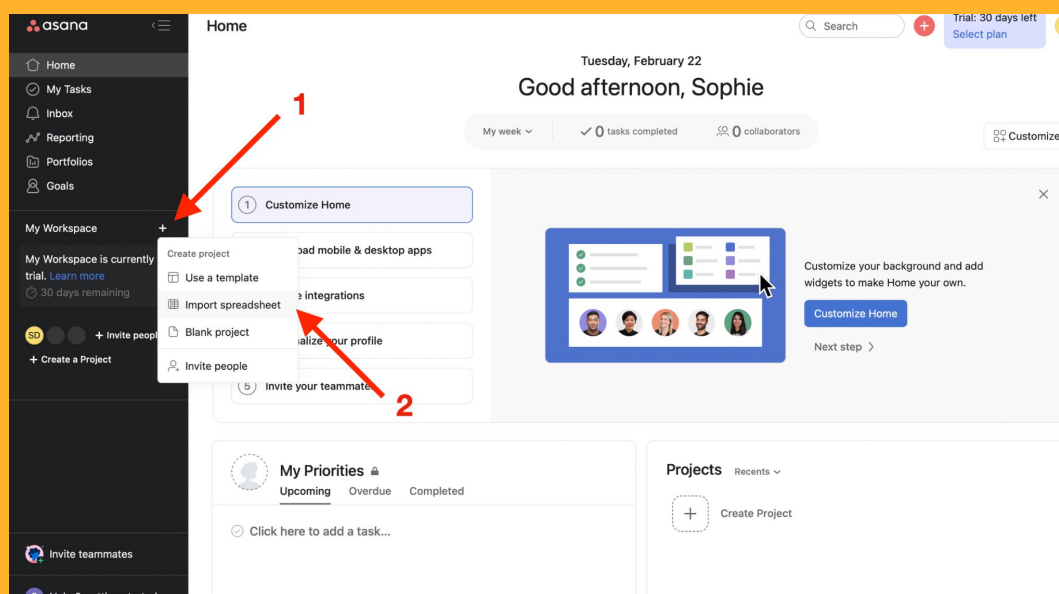 asana
Home
Search
Trial: 30 days left
Select plan
Home
My Tasks
Inbox
Reporting
Portfolios
Goals
Tuesday, February 22
Good afternoon, Sophie
My week
0 tasks completed
0 collaborators
Customize
1
My Workspace +
My Workspace is currently
trial. Learn more
30 days remaining
SD
+ Invite peopl
+ Create a Project
Create project
Use a template
Import spreadsheet
Blank project
Invite people
2
1 Customize Home
oad mobile & desktop apps
e integrations
nalize your profile
5 Invite your teammate
Customize your background and add
widgets to make Home your own.
Customize Home
Next step
My Priorities
Upcoming Overdue Completed
Click here to add a task...
Projects Recents
Create Project
Invite teammates